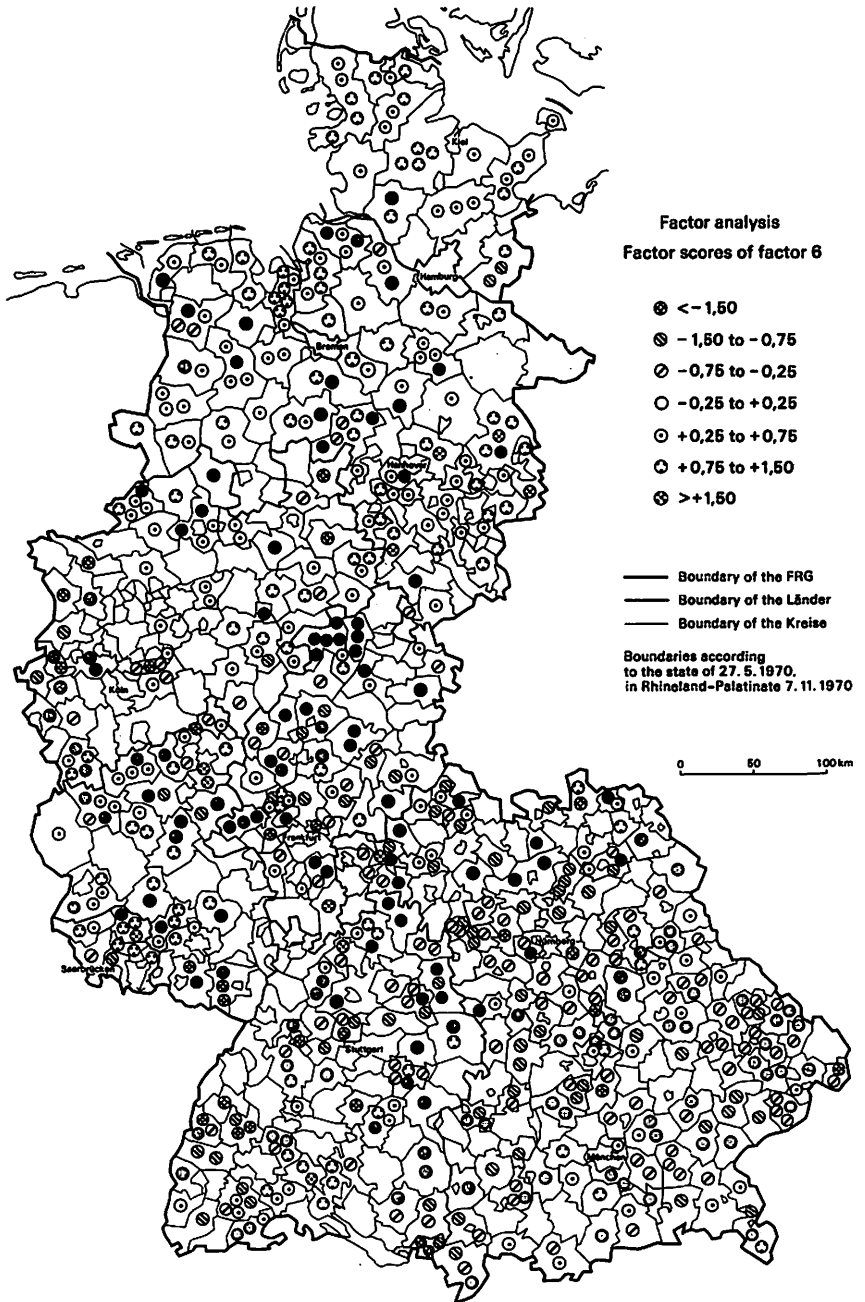 Kiel
Hamburg
Bremen
Hannover
Köln
Frankfurt
Saarbrücken
Nürnberg
Stuttgart
München
Factor analysis
Factor scores of factor 6
<-1,50
-1,50 to -0,75
-0,75 to -0,25
-0,25 to +0,25
+0,25 to +0,75
+0,75 to +1,50
>+1,50
Boundary of the FRG
Boundary of the Länder
Boundary of the Kreise
Boundaries according
to the state of 27.5.1970,
in Rhineland-Palatinate 7.11.1970
0 50 100 km